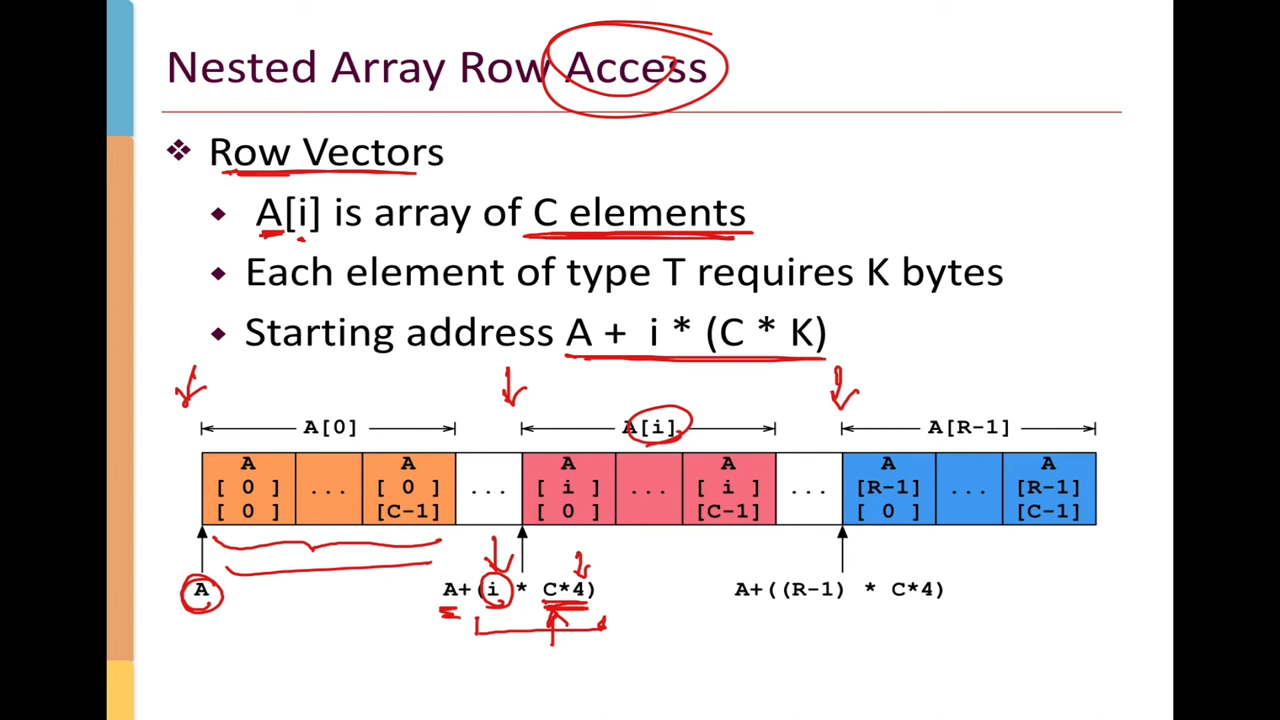 Nested Array Row Access
Row Vectors
A[i] is array of C elements
Each element of type T requires K bytes
Starting address A + i * (C * K)
A[0] A[i] A[R-1]
A A A A A A
[ 0 ] ... [ 0 ] ... [ i ] ... [ i ] ... [R-1] ... [R-1]
[ 0 ] [C-1] [ 0 ] [C-1] [ 0 ] [C-1]
A A+(i * C*4) A+((R-1) * C*4)